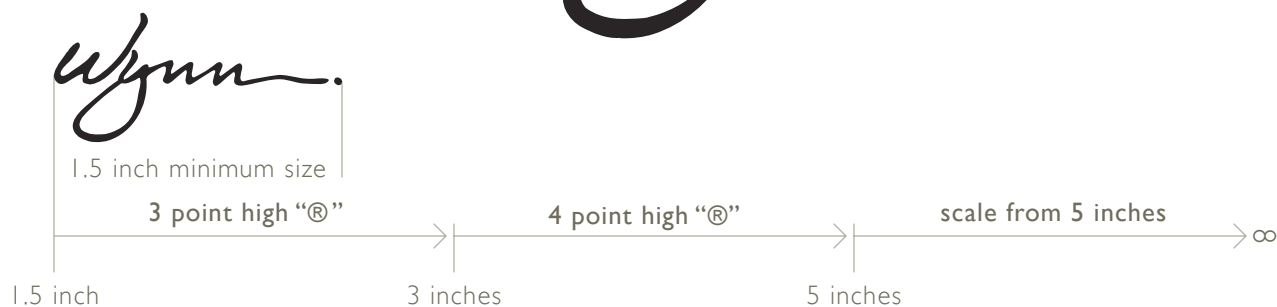 Wynn.
1.5 inch minimum size
3 point high “®”
4 point high “®”
scale from 5 inches
∞
1.5 inch
3 inches
5 inches